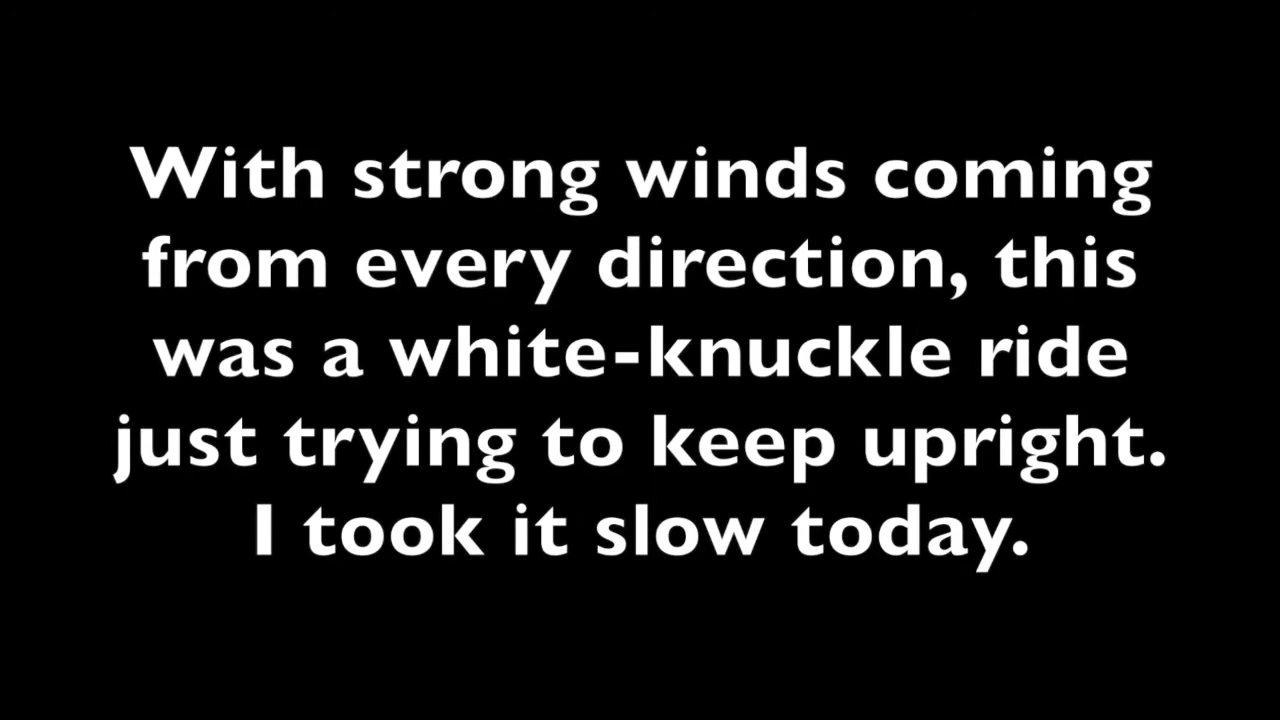 With strong winds coming
from every direction, this
was a white-knuckle ride
just trying to keep upright.
I took it slow today.